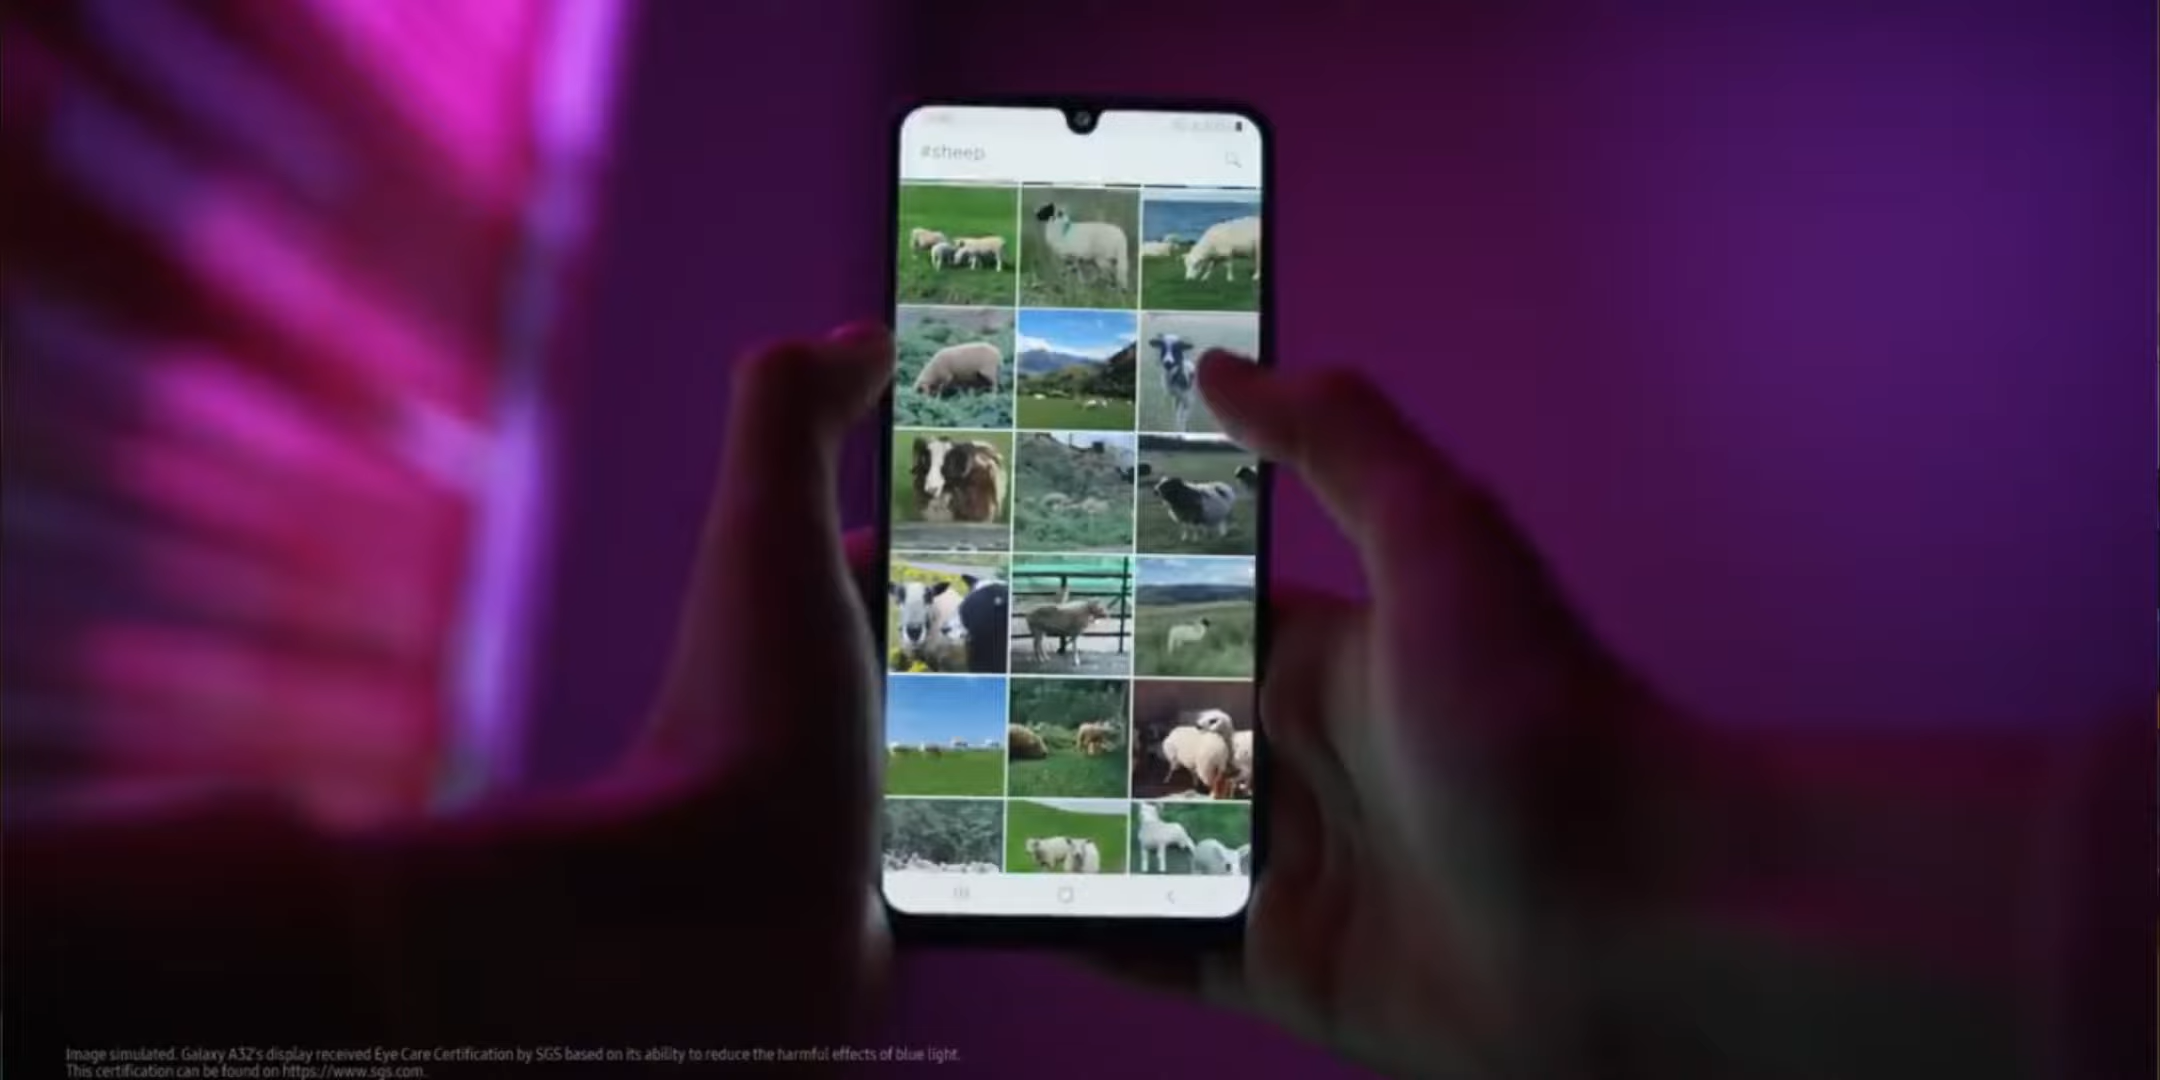 #sheep
Image simulated. Galaxy A32's display received Eye Care Certification by SGS based on its ability to reduce the harmful effects of blue light.
This certification can be found on https://www.sgs.com.